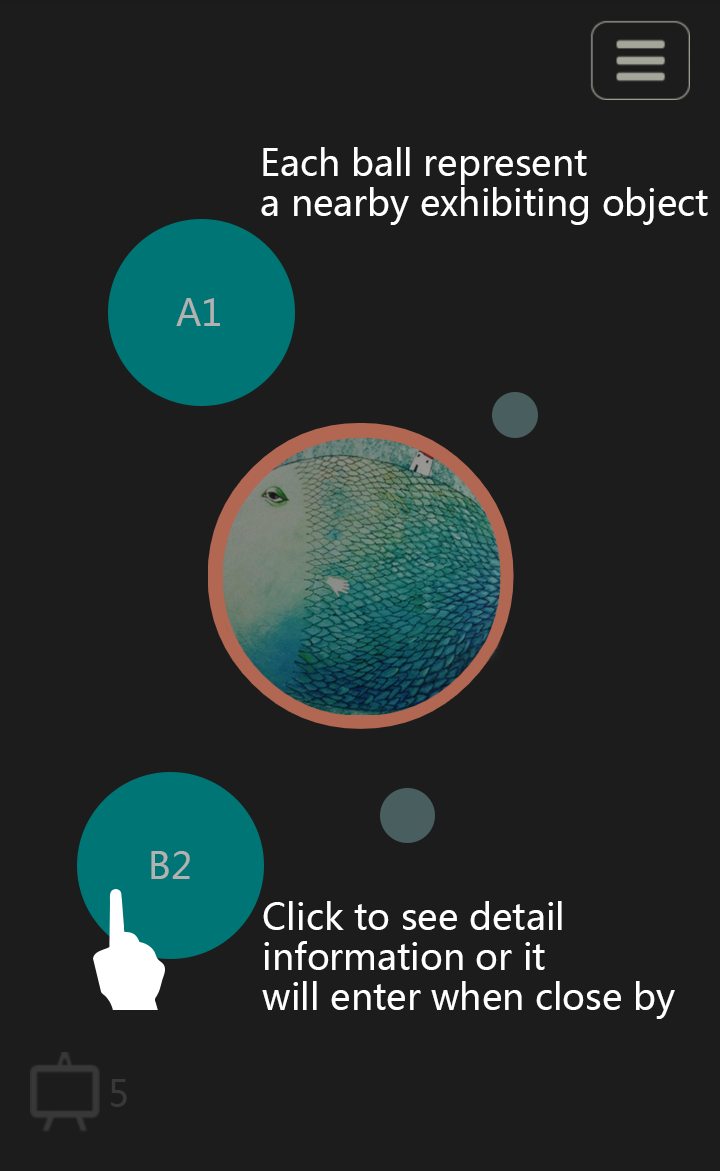 Each ball represent
a nearby exhibiting object
A1
B2
Click to see detail
information or it
will enter when close by
5